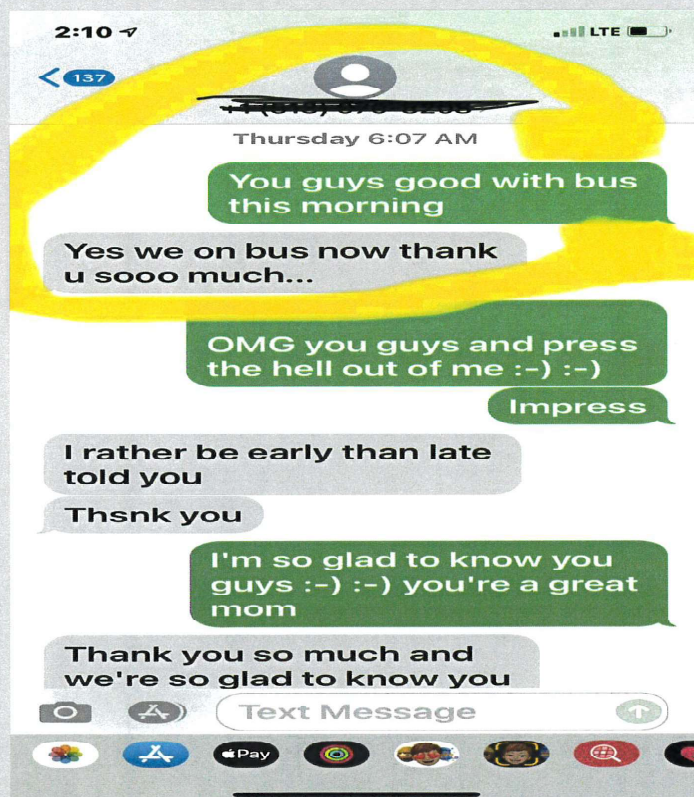 2:10
LTE
137
Thursday 6:07 AM
You guys good with bus
this morning
Yes we on bus now thank
u sooo much...
OMG you guys and press
the hell out of me :-) :-)
Impress
I rather be early than late
told you
Thsnk you
I'm so glad to know you
guys :-) :-) you're a great
mom
Thank you so much and
we're so glad to know you
Text Message
Pay